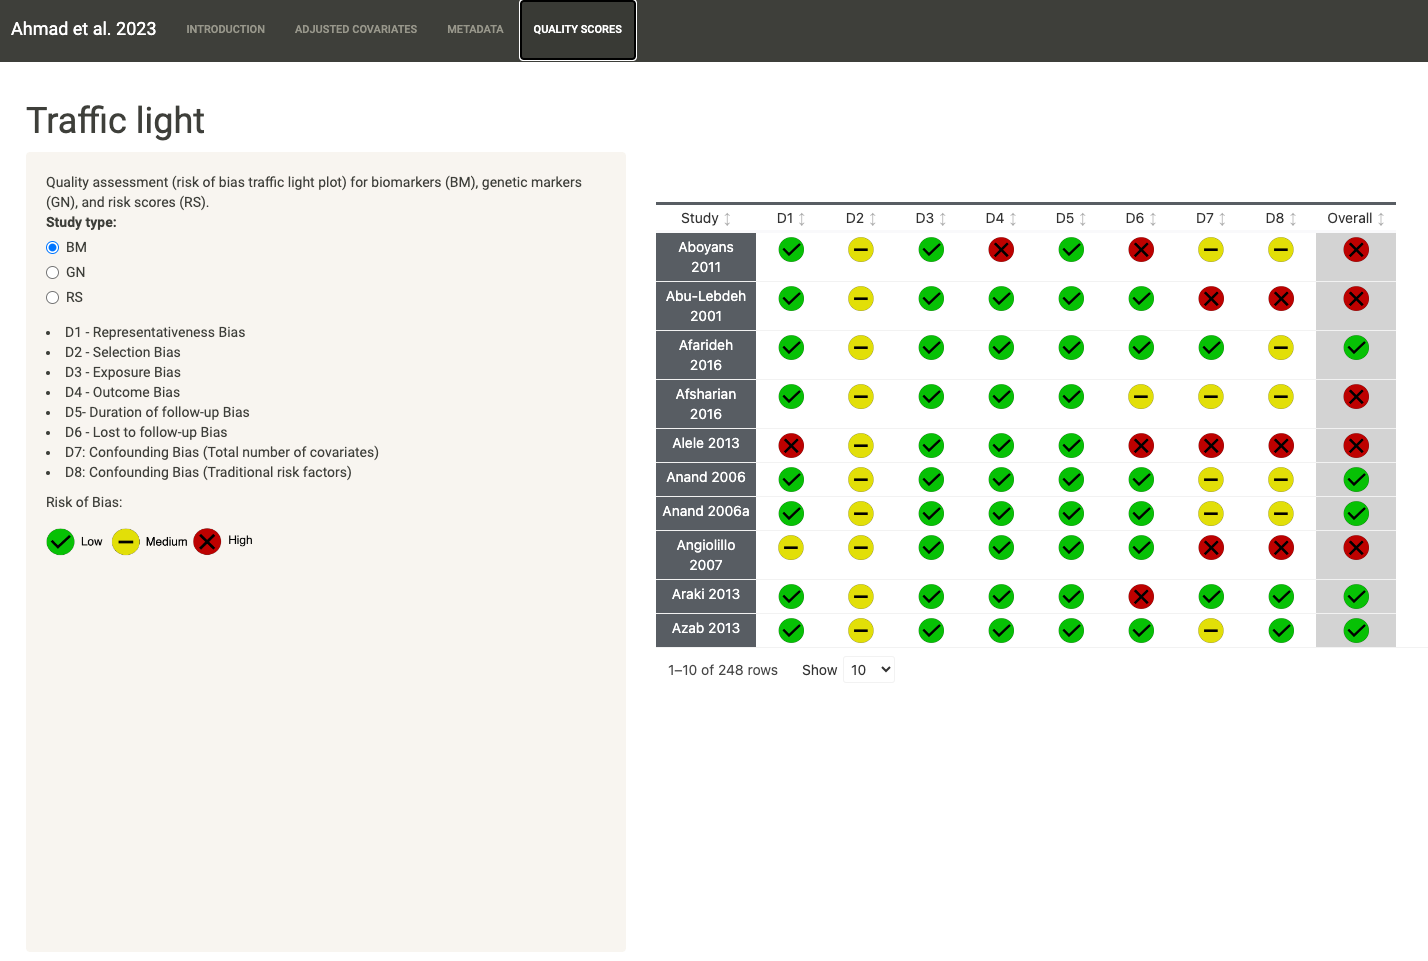 Ahmad et al. 2023 INTRODUCTION ADJUSTED COVARIATES METADATA QUALITY SCORES
Traffic light
Quality assessment (risk of bias traffic light plot) for biomarkers (BM), genetic markers
(GN), and risk scores (RS).
Study type:
BM
GN
RS
D1 - Representativeness Bias
D2 - Selection Bias
D3 - Exposure Bias
D4 - Outcome Bias
D5- Duration of follow-up Bias
D6 - Lost to follow-up Bias
D7: Confounding Bias (Total number of covariates)
D8: Confounding Bias (Traditional risk factors)
Risk of Bias:
Low Medium High
Study D1 D2 D3 D4 D5 D6 D7 D8 Overall
Aboyans
2011
Abu-Lebdeh
2001
Afarideh
2016
Afsharian
2016
Alele 2013
Anand 2006
Anand 2006a
Angiolillo
2007
Araki 2013
Azab 2013
1–10 of 248 rows Show 10